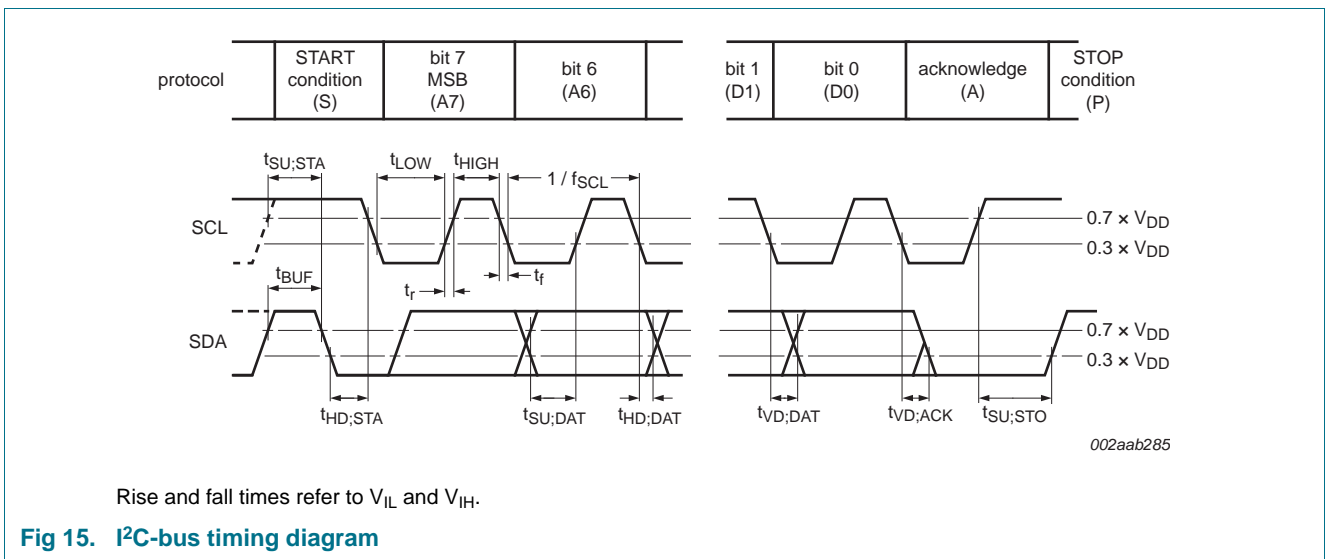 protocol
START
condition
(S)
bit 7
MSB
(A7)
bit 6
(A6)
bit 1
(D1)
bit 0
(D0)
acknowledge
(A)
STOP
condition
(P)
tSU;STA
tLOW
tHIGH
1 / fSCL
SCL
0.7 × VDD
0.3 × VDD
tBUF
tr
tf
SDA
0.7 × VDD
0.3 × VDD
tHD;STA
tSU;DAT
tHD;DAT
tVD;DAT
tVD;ACK
tSU;STO
002aab285
Rise and fall times refer to VIL and VIH.
Fig 15. I²C-bus timing diagram